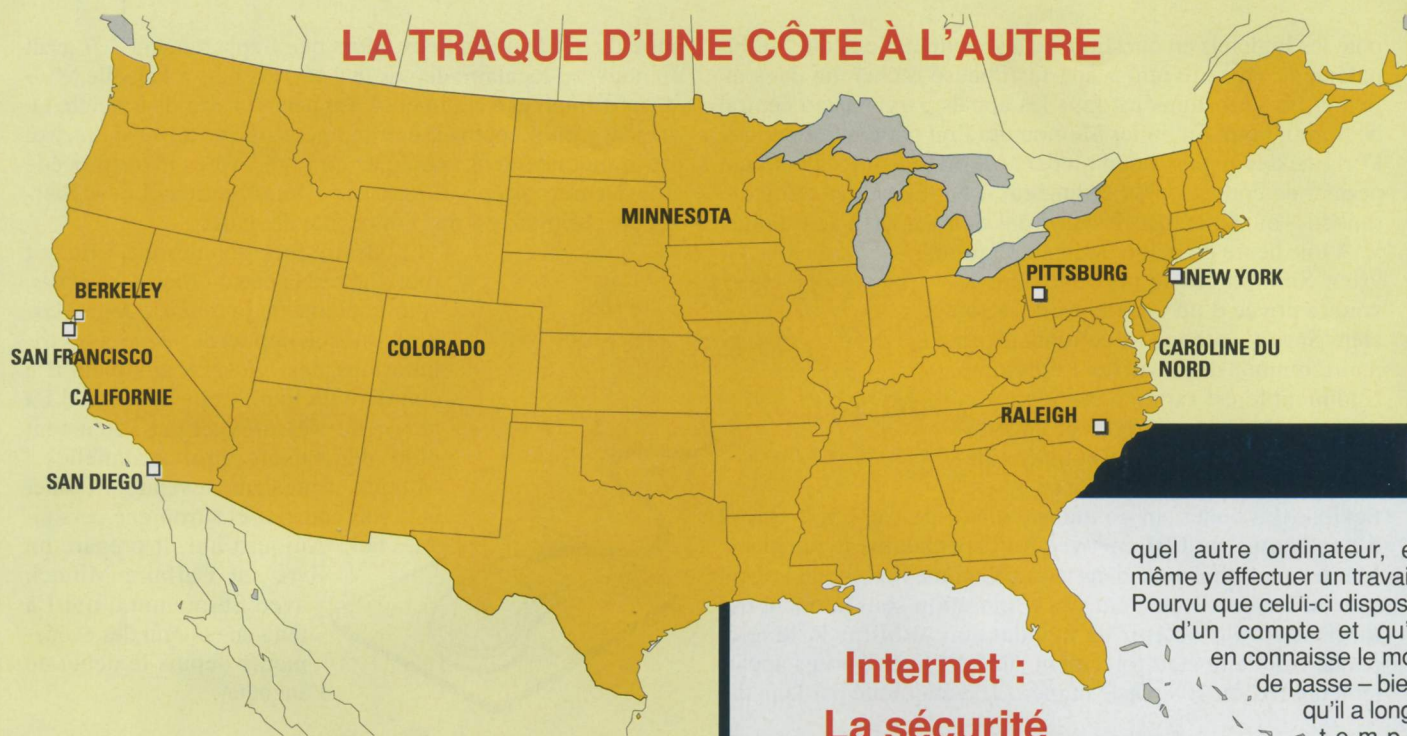 LA TRAQUE D'UNE CÔTE À L'AUTRE
MINNESOTA
PITTSBURG
NEW YORK
BERKELEY
SAN FRANCISCO
COLORADO
CAROLINE DU
NORD
CALIFORNIE
RALEIGH
SAN DIEGO
Internet :
La sécurité
quel autre ordinateur, e
même y effectuer un travai
Pourvu que celui-ci dispos
d'un compte et qu'
en connaisse le mo
de passe – bie
qu'il a long
temp